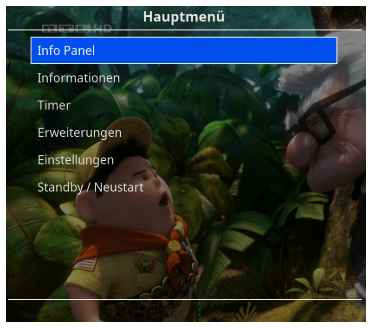 Hauptmenü
Info Panel
Informationen
Timer
Erweiterungen
Einstellungen
Standby / Neustart